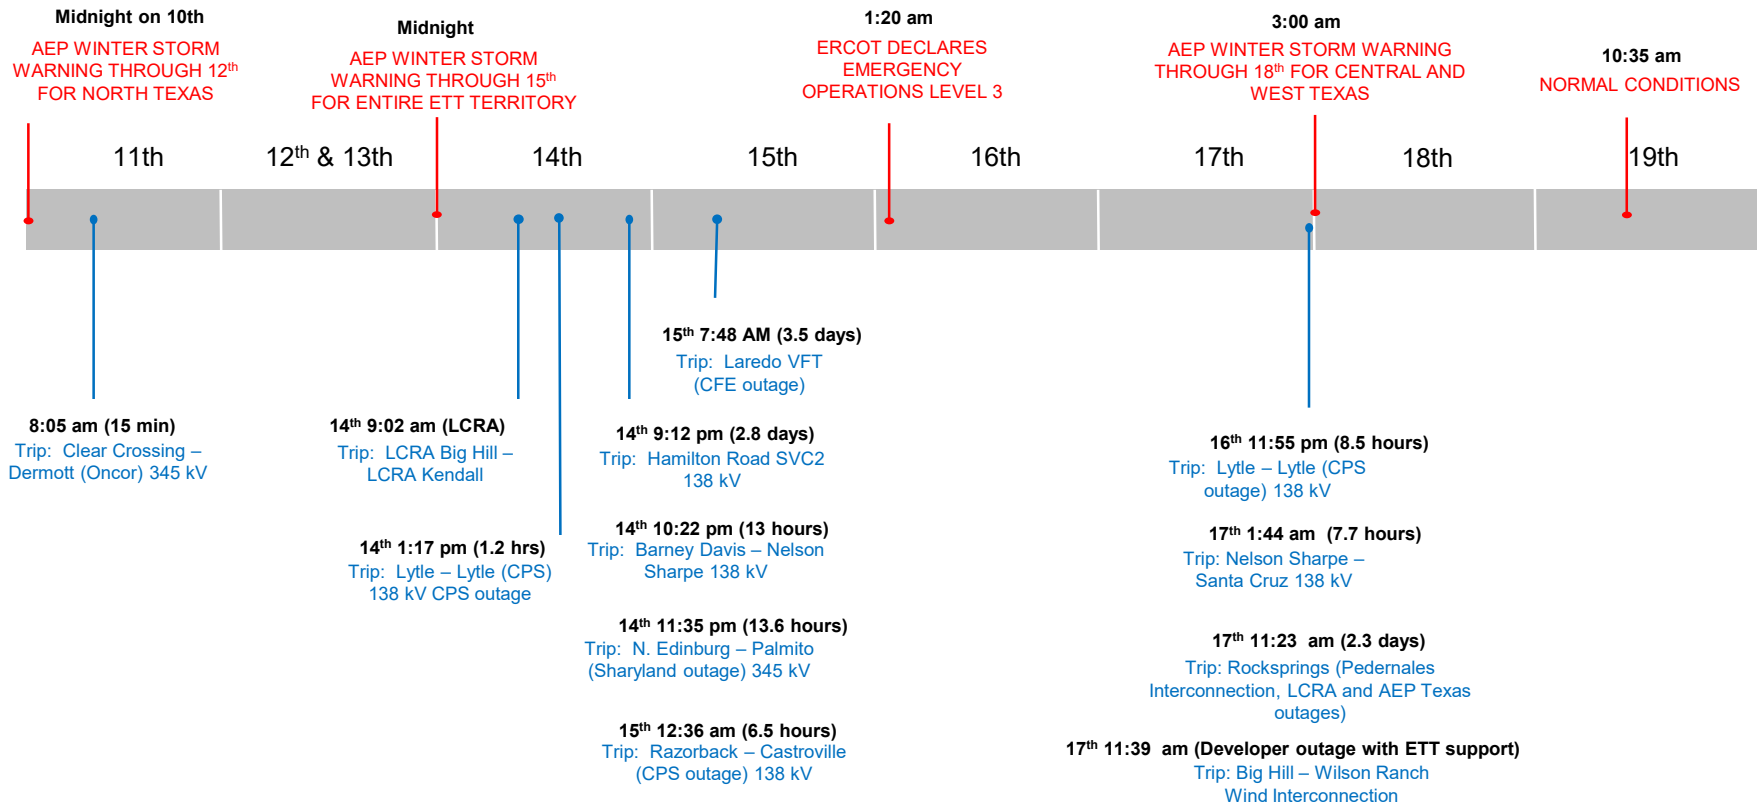 Midnight on 10th
AEP WINTER STORM
WARNING THROUGH 12th
FOR NORTH TEXAS
Midnight
AEP WINTER STORM
WARNING THROUGH 15th
FOR ENTIRE ETT TERRITORY
1:20 am
ERCOT DECLARES
EMERGENCY
OPERATIONS LEVEL 3
3:00 am
AEP WINTER STORM WARNING
THROUGH 18th FOR CENTRAL AND
WEST TEXAS
10:35 am
NORMAL CONDITIONS
11th
12th & 13th
14th
15th
16th
17th
18th
19th
8:05 am (15 min)
Trip: Clear Crossing –
Dermott (Oncor) 345 kV
14th 9:02 am (LCRA)
Trip: LCRA Big Hill –
LCRA Kendall
14th 1:17 pm (1.2 hrs)
Trip: Lytle – Lytle (CPS)
138 kV CPS outage
15th 7:48 AM (3.5 days)
Trip: Laredo VFT
(CFE outage)
14th 9:12 pm (2.8 days)
Trip: Hamilton Road SVC2
138 kV
14th 10:22 pm (13 hours)
Trip: Barney Davis – Nelson
Sharpe 138 kV
14th 11:35 pm (13.6 hours)
Trip: N. Edinburg – Palmito
(Sharyland outage) 345 kV
15th 12:36 am (6.5 hours)
Trip: Razorback – Castroville
(CPS outage) 138 kV
16th 11:55 pm (8.5 hours)
Trip: Lytle – Lytle (CPS
outage) 138 kV
17th 1:44 am (7.7 hours)
Trip: Nelson Sharpe –
Santa Cruz 138 kV
17th 11:23 am (2.3 days)
Trip: Rocksprings (Pedernales
Interconnection, LCRA and AEP Texas
outages)
17th 11:39 am (Developer outage with ETT support)
Trip: Big Hill – Wilson Ranch
Wind Interconnection